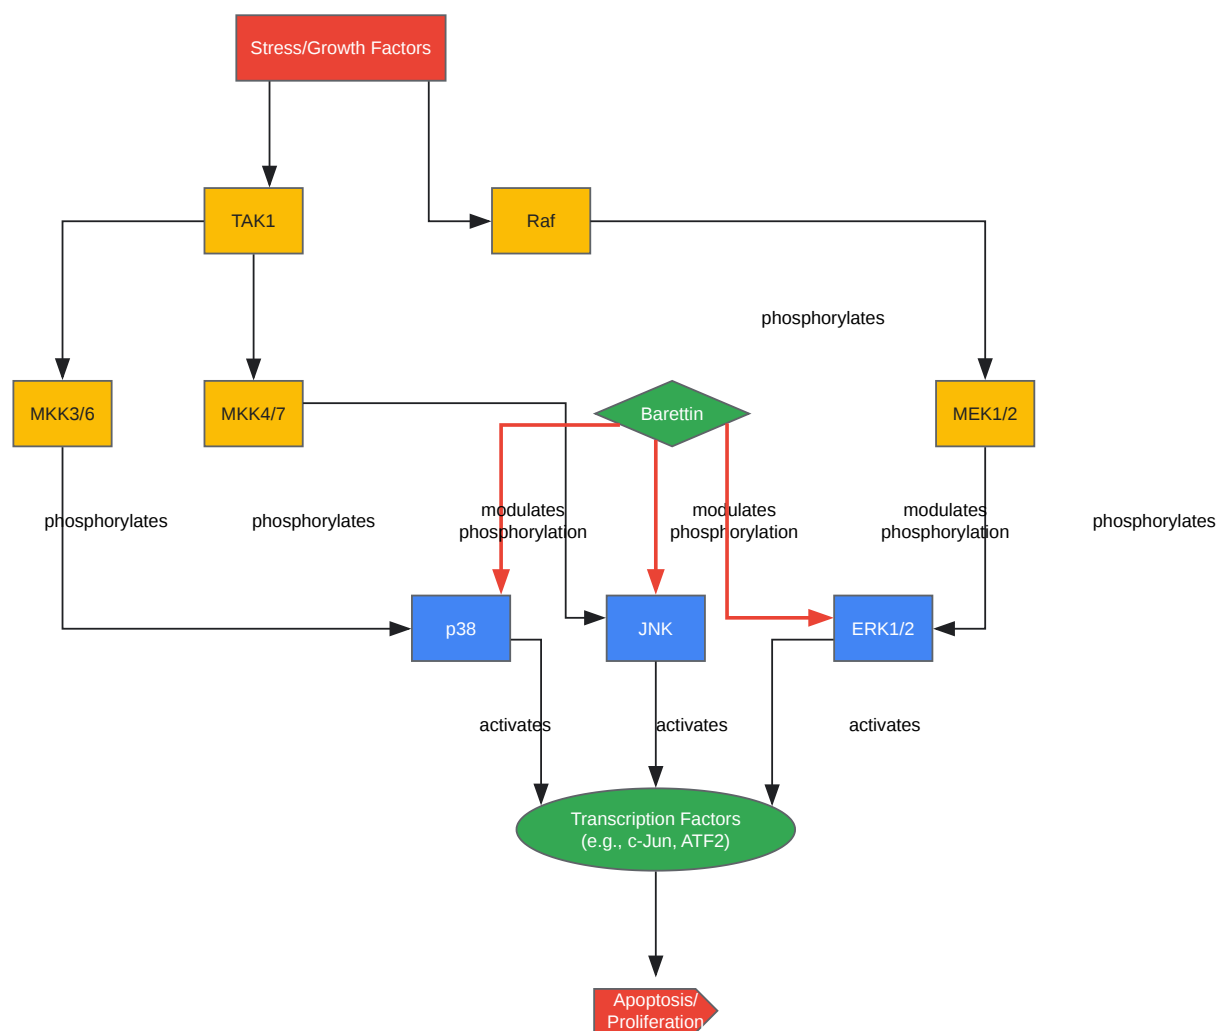 Stress/Growth Factors
TAK1
Raf
phosphorylates
MKK3/6
MKK4/7
Barettin
MEK1/2
phosphorylates
phosphorylates
modulates
phosphorylation
modulates
phosphorylation
modulates
phosphorylation
phosphorylates
p38
JNK
ERK1/2
activates
activates
activates
Transcription Factors
(e.g., c-Jun, ATF2)
Apoptosis/
Proliferation